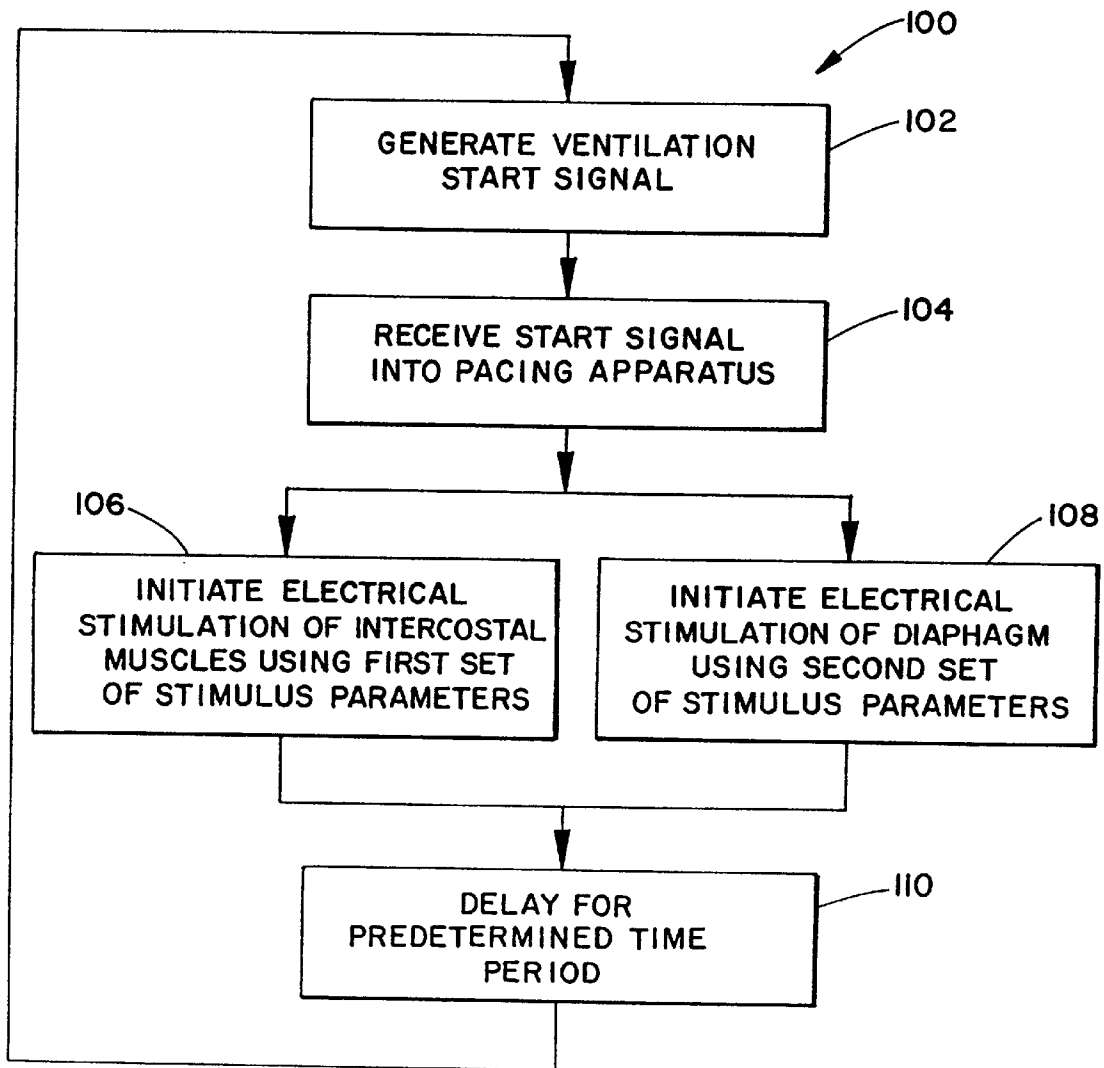 100
102
GENERATE VENTILATION
START SIGNAL
104
RECEIVE START SIGNAL
INTO PACING APPARATUS
106
INITIATE ELECTRICAL
STIMULATION OF INTERCOSTAL
MUSCLES USING FIRST SET
OF STIMULUS PARAMETERS
108
INITIATE ELECTRICAL
STIMULATION OF DIAPHAGM
USING SECOND SET
OF STIMULUS PARAMETERS
110
DELAY FOR
PREDETERMINED TIME
PERIOD